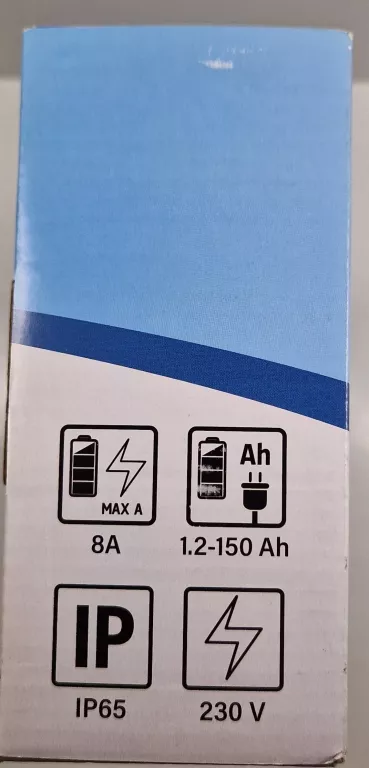 MAX A
Ah
8A
1.2-150 Ah
IP
IP65
230 V